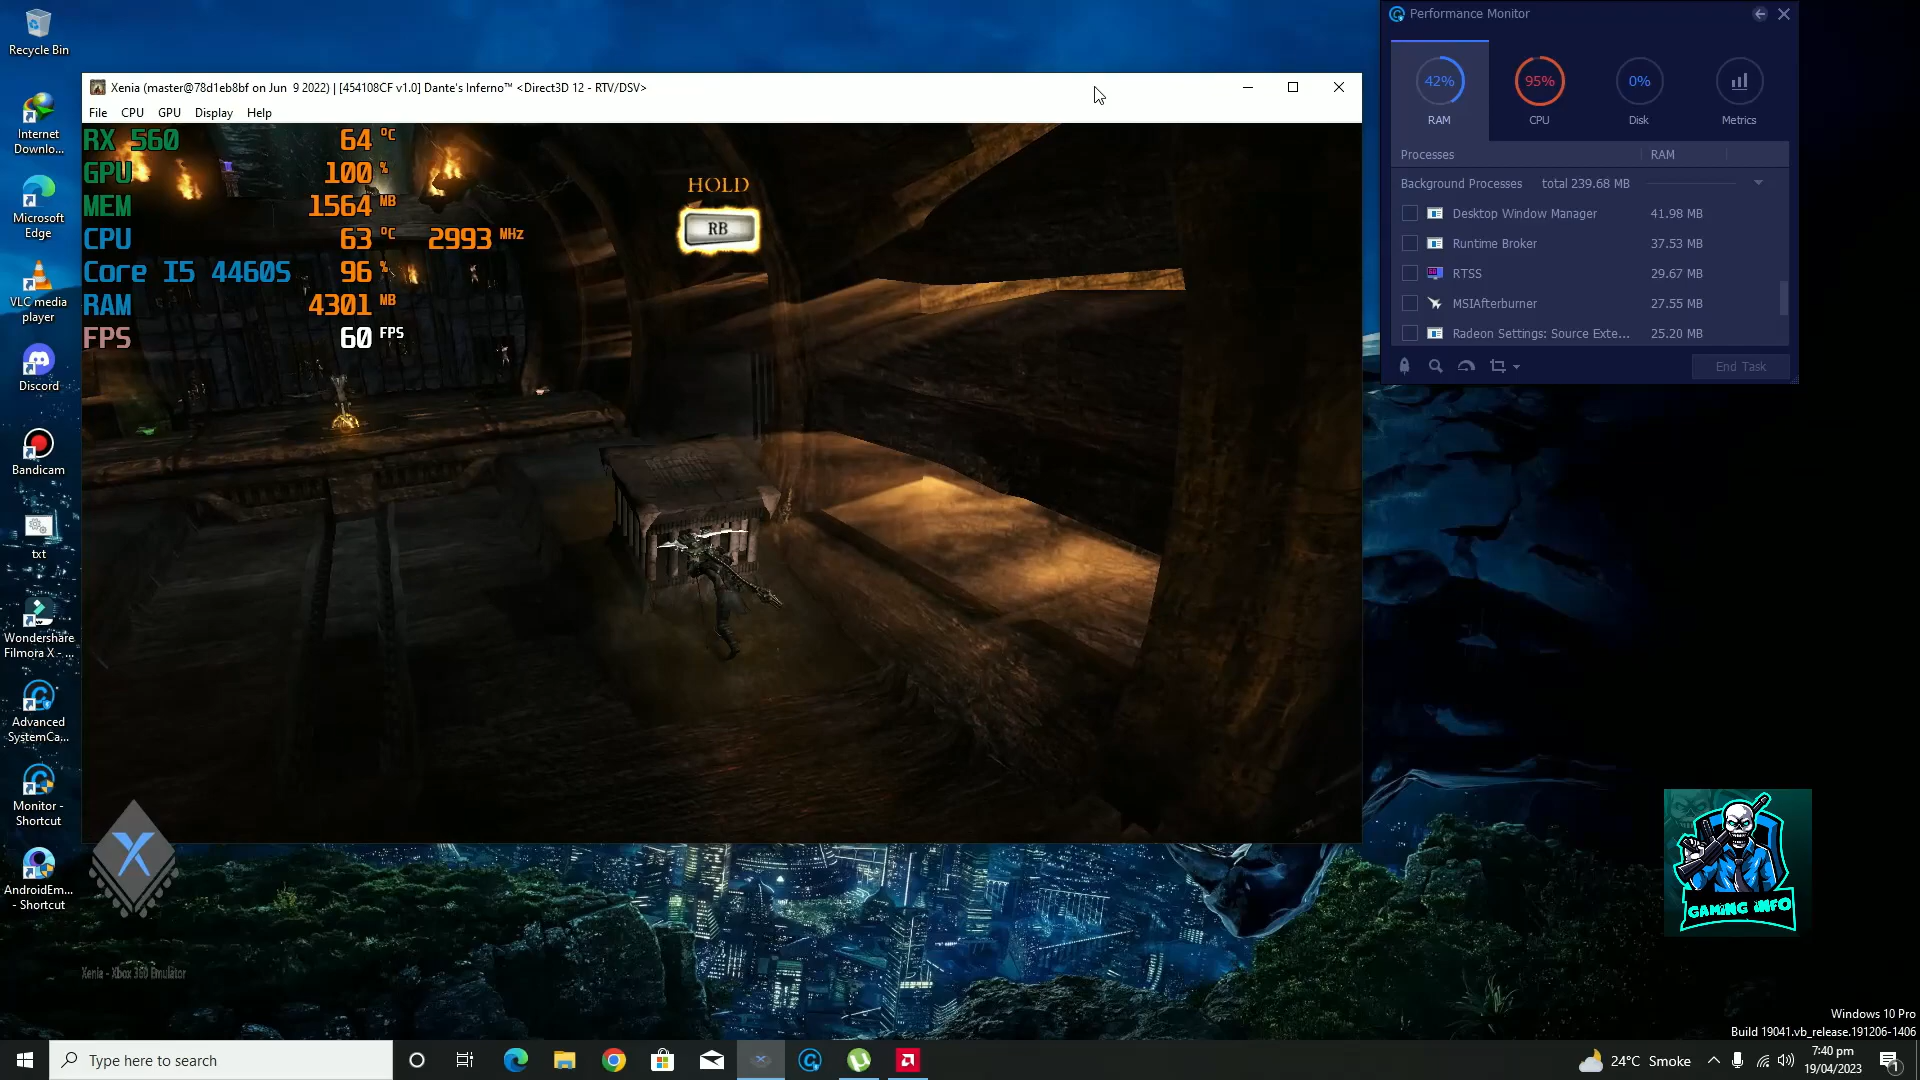 Recycle Bin
Internet
Downlo...
Microsoft
Edge
VLC media
player
Discord
Bandicam
txt
Wondershare
Filmora X - ...
Advanced
SystemCa...
Monitor -
Shortcut
AndroidEm...
- Shortcut
Xenia (master@78d1eb8bf on Jun 9 2022) | [454108CF v1.0] Dante's Inferno™ <Direct3D 12 - RTV/DSV>
File CPU GPU Display Help
RX 560 64 °C
GPU 100 %
MEM 1564 MB
CPU 63 °C 2993 MHz
Core I5 4460S 96 %
RAM 4301 MB
FPS 60 FPS
HOLD
RB
Performance Monitor
42% 95% 0%
RAM CPU Disk Metrics
Processes RAM
Background Processes total 239.68 MB
Desktop Window Manager 41.98 MB
Runtime Broker 37.53 MB
RTSS 29.67 MB
MSIAfterburner 27.55 MB
Radeon Settings: Source Exte... 25.20 MB
End Task
X
Xenia - Xbox 360 Emulator
GAMING INFO
Windows 10 Pro
Build 19041.vb_release.191206-1406
Type here to search
24°C Smoke
7:40 pm
19/04/2023
1